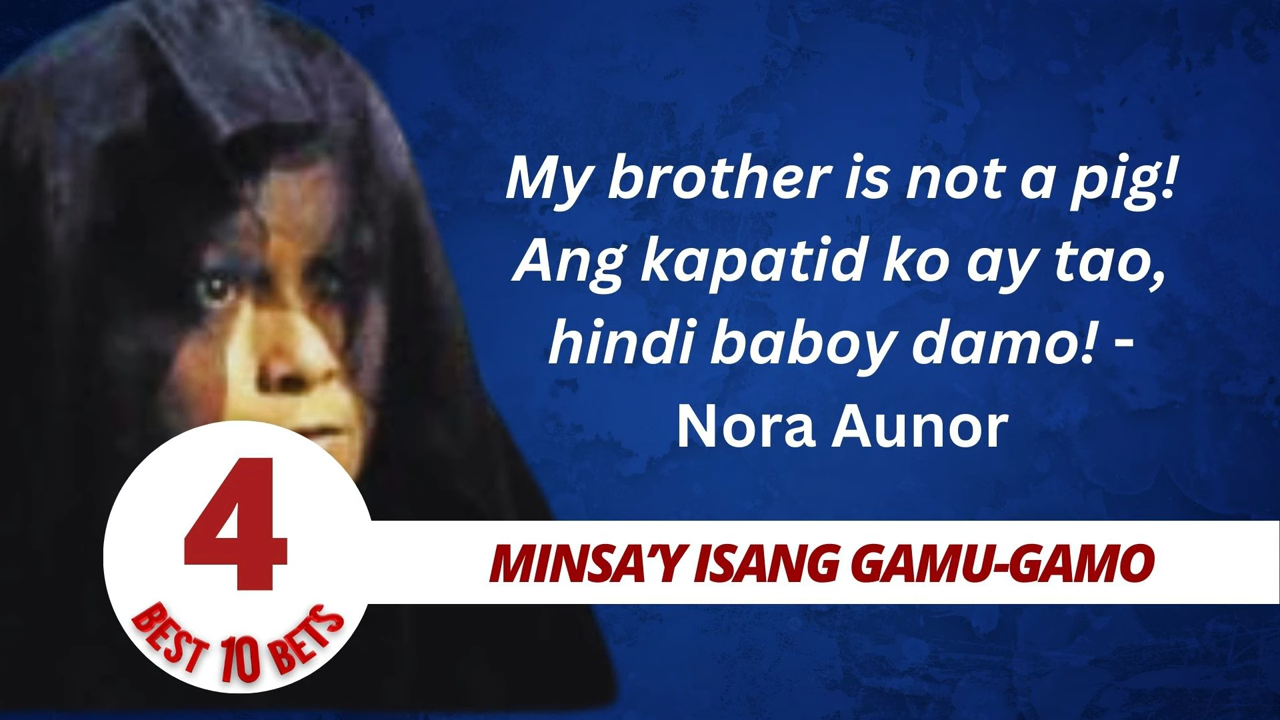 My brother is not a pig!
Ang kapatid ko ay tao,
hindi baboy damo! -
Nora Aunor
4
BEST 10 BETS
MINSA'Y ISANG GAMU-GAMO